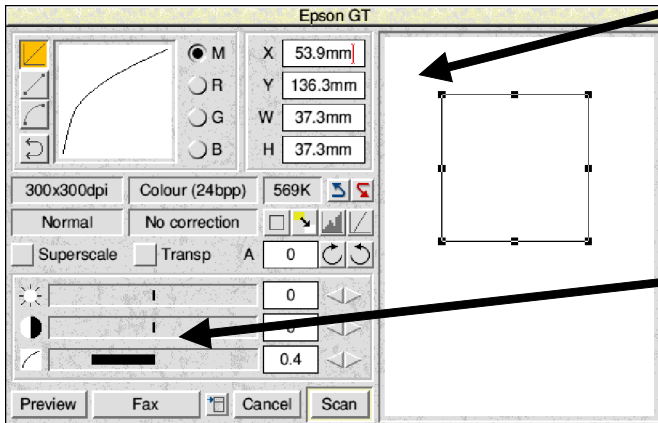 Epson GT
M
X 53.9mm
R
Y 136.3mm
G
W 37.3mm
B
H 37.3mm
300x300dpi Colour (24bpp) 569K
Normal No correction
Superscale Transp A 0
0
0.4
Preview Fax Cancel Scan